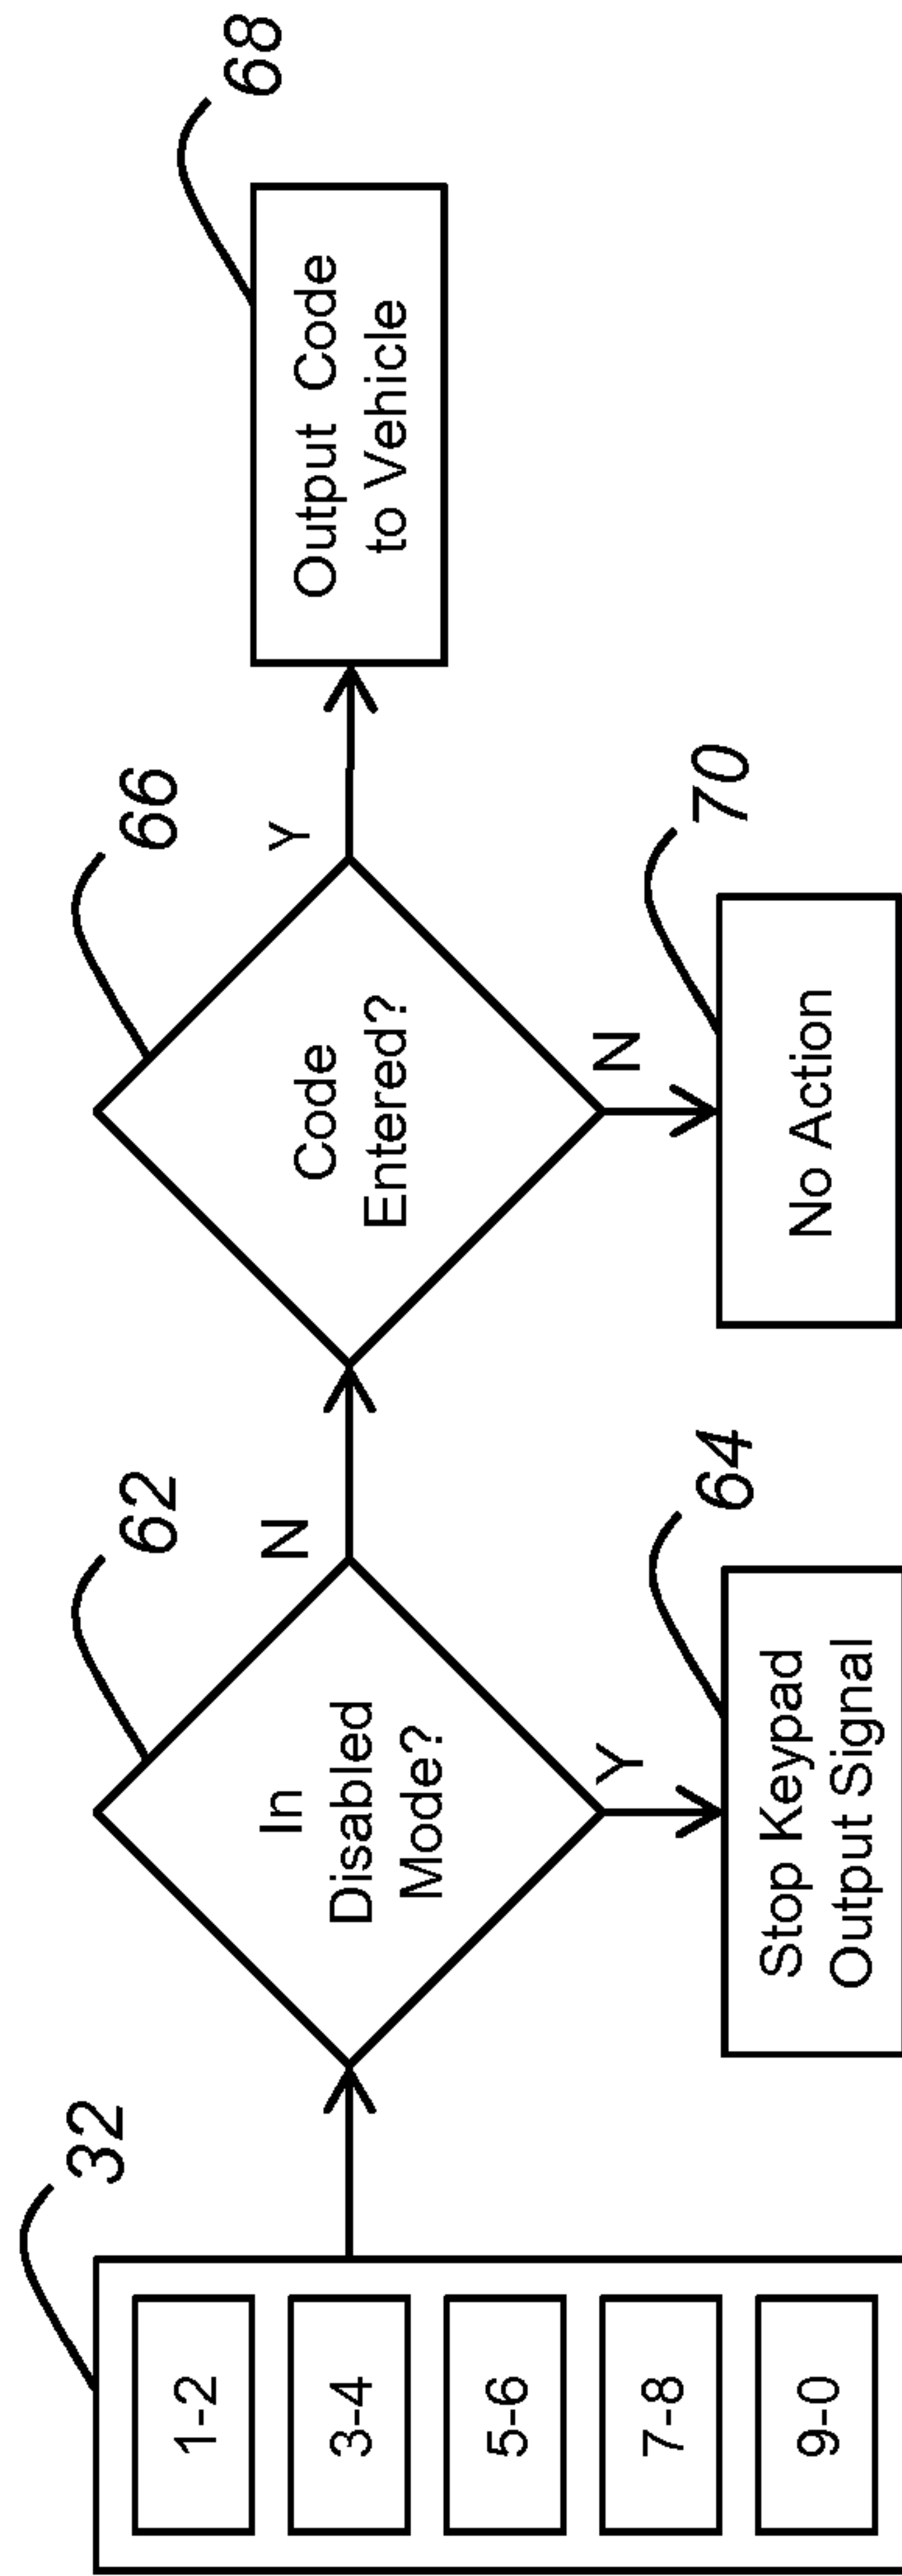 32
1-2
3-4
5-6
7-8
9-0
62
In
Disabled
Mode?
N
Y
64
Stop Keypad
Output Signal
66
Code
Entered?
Y
N
68
Output Code
to Vehicle
70
No Action